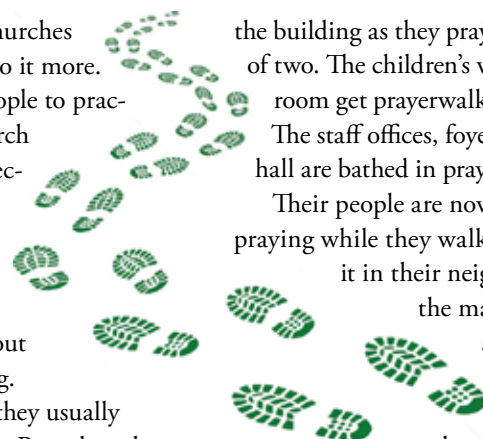 hurches
o it more.
ople to prac-
rch
ec-
out
g.
they usually
the building as they pray
of two. The children's
room get prayerwalk
The staff offices, foye
hall are bathed in pray
Their people are
praying while they walk
it in their neig
the ma